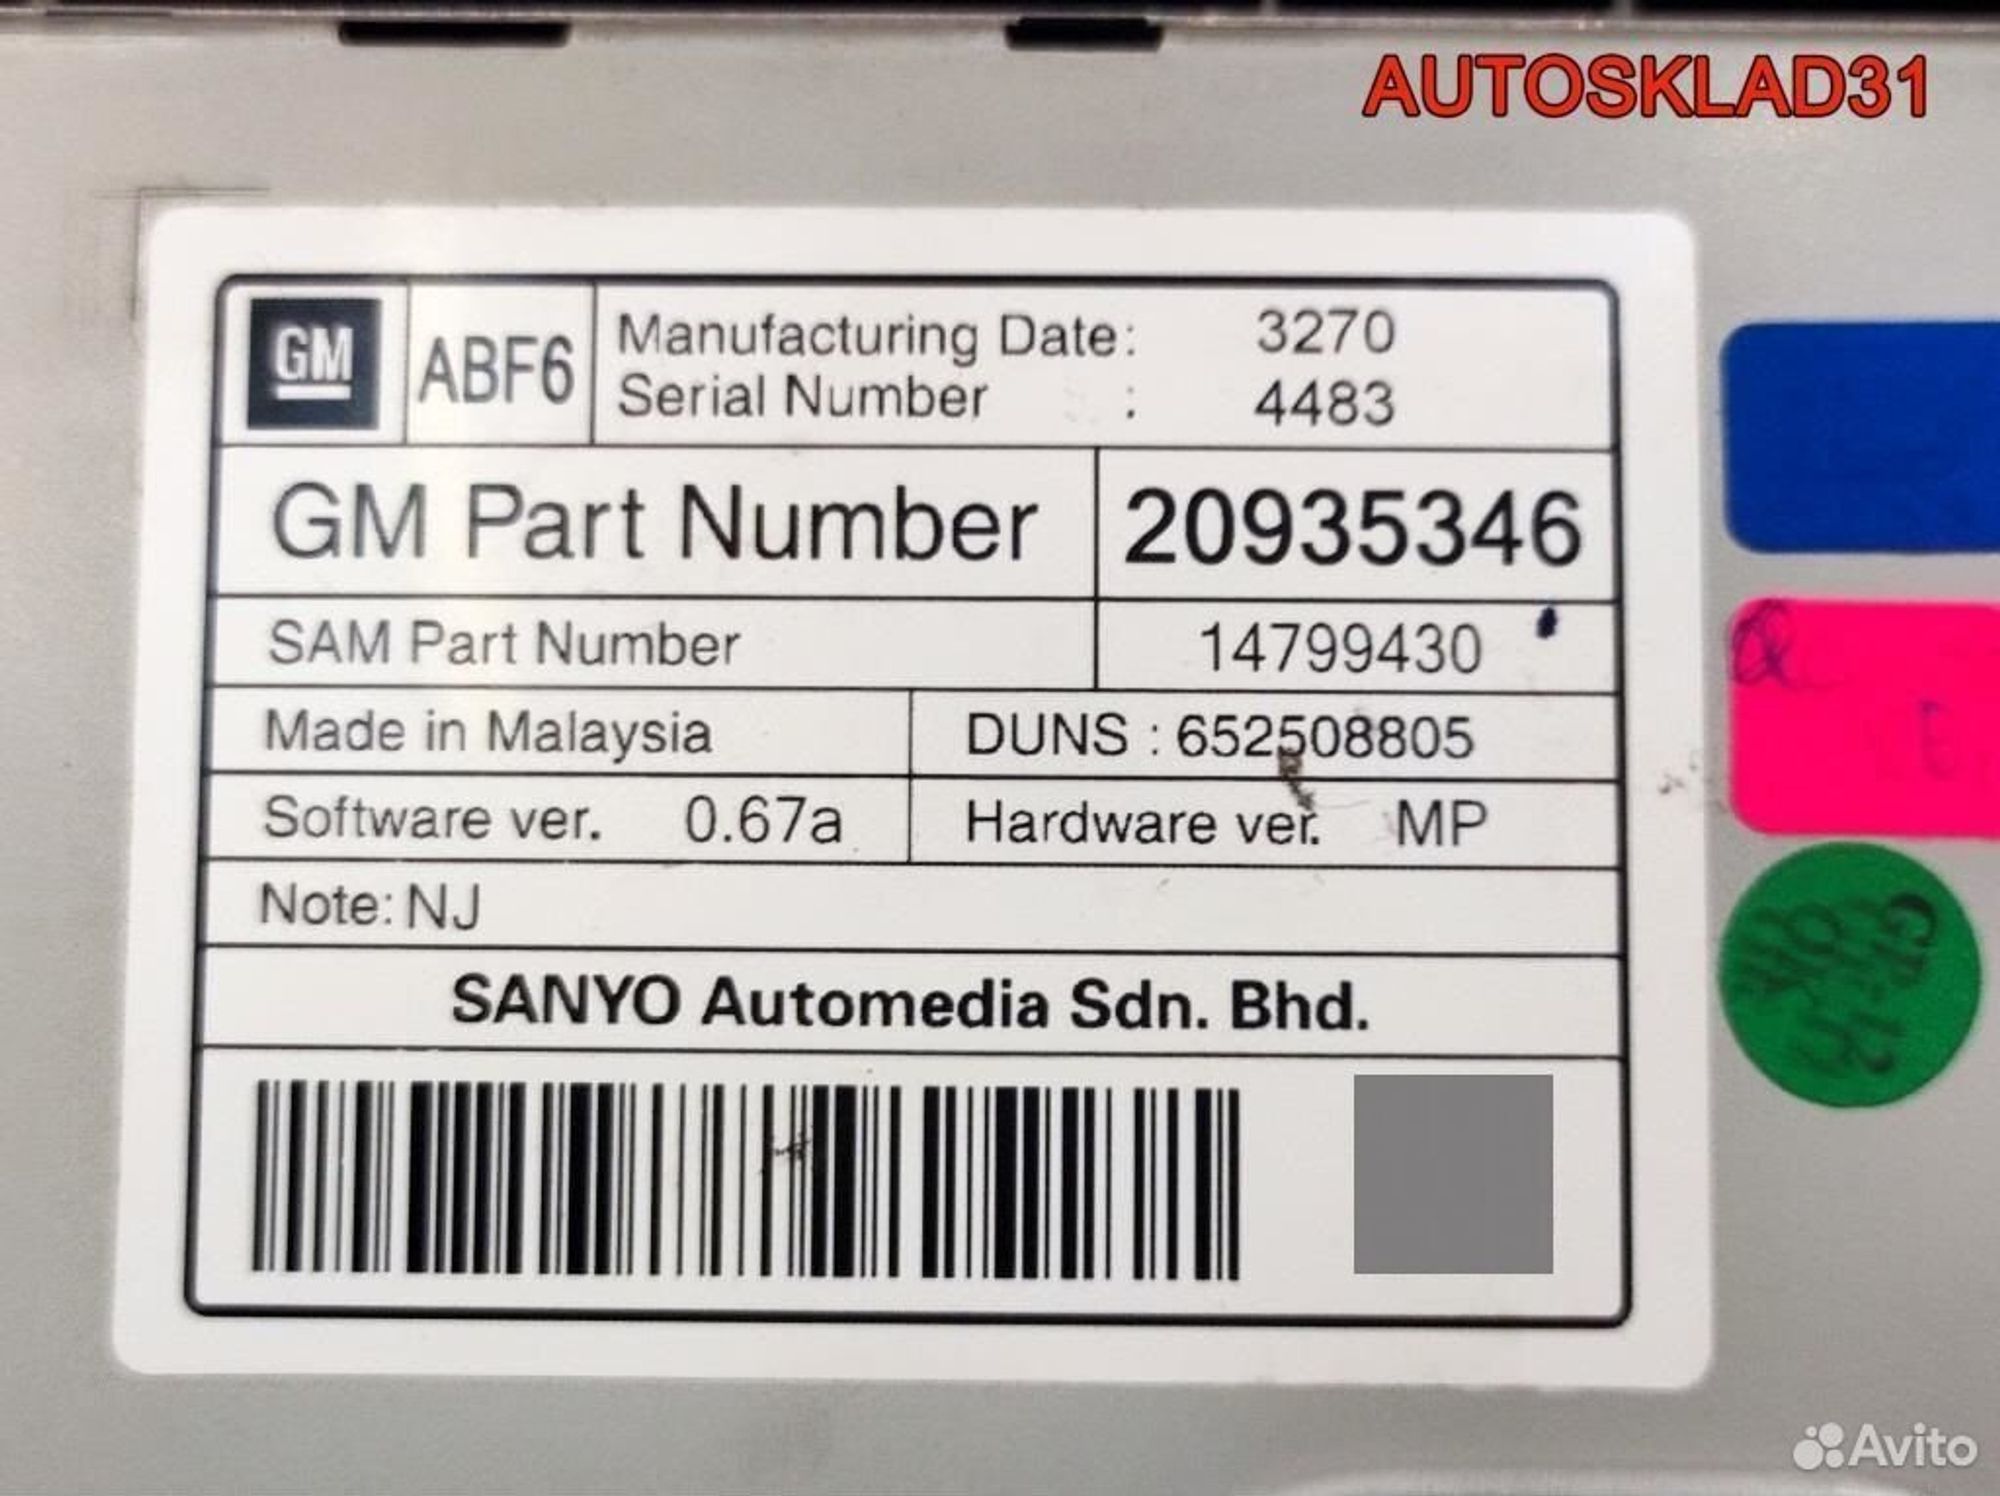 AUTOSKLAD31
GM ABF6 Manufacturing Date: 3270
Serial Number : 4483
GM Part Number 20935346
SAM Part Number 14799430
Made in Malaysia DUNS : 652508805
Software ver. 0.67a Hardware ver. MP
Note: NJ
SANYO Automedia Sdn. Bhd.
Avito